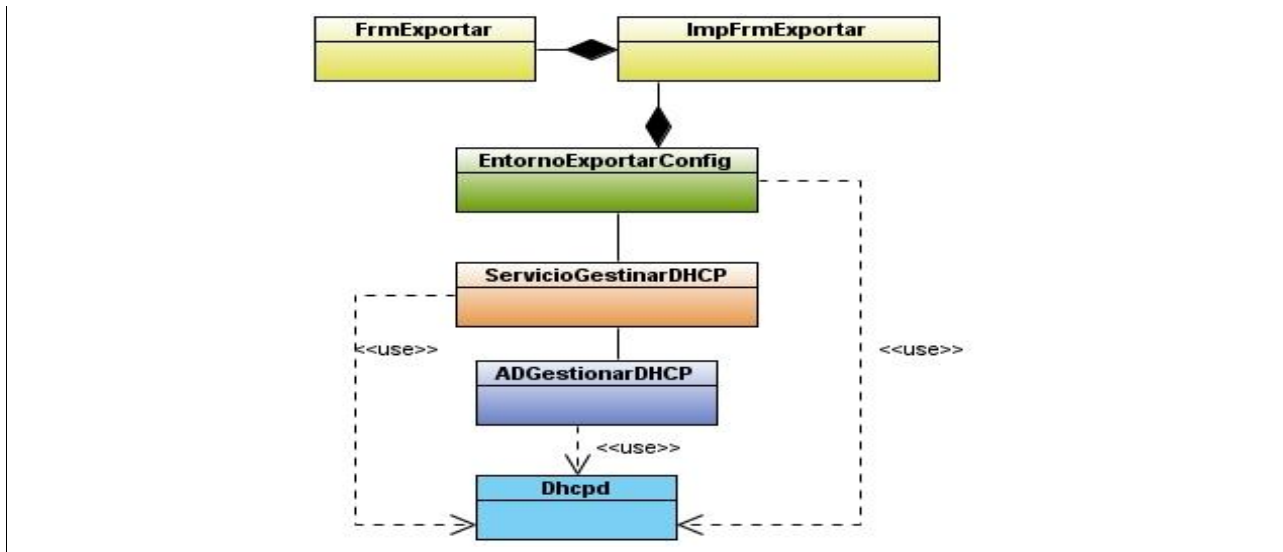 FrmExportar
ImpFrmExportar
EntornoExportarConfig
ServicioGestinarDHCP
<<use>>
<<use>>
ADGestionarDHCP
<<use>>
Dhcpd